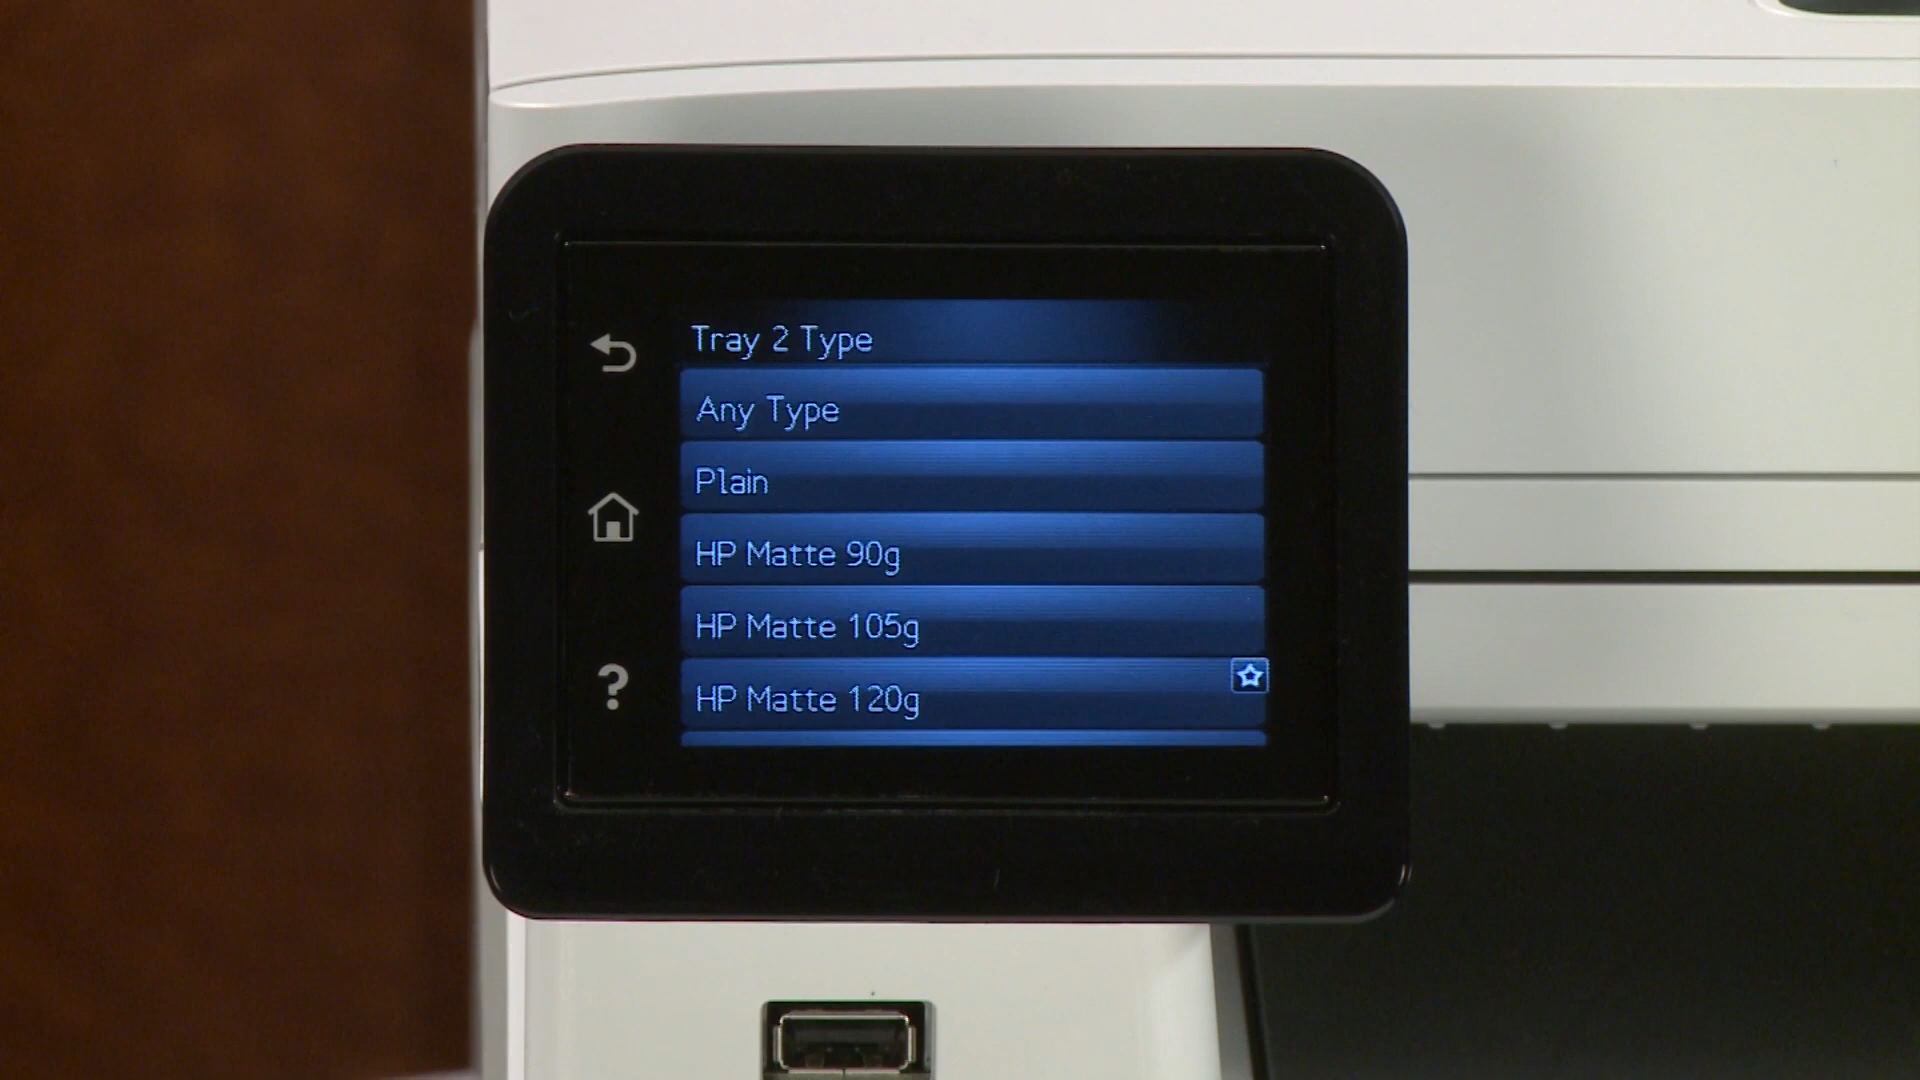 Tray 2 Type
Any Type
Plain
HP Matte 90g
HP Matte 105g
?
HP Matte 120g